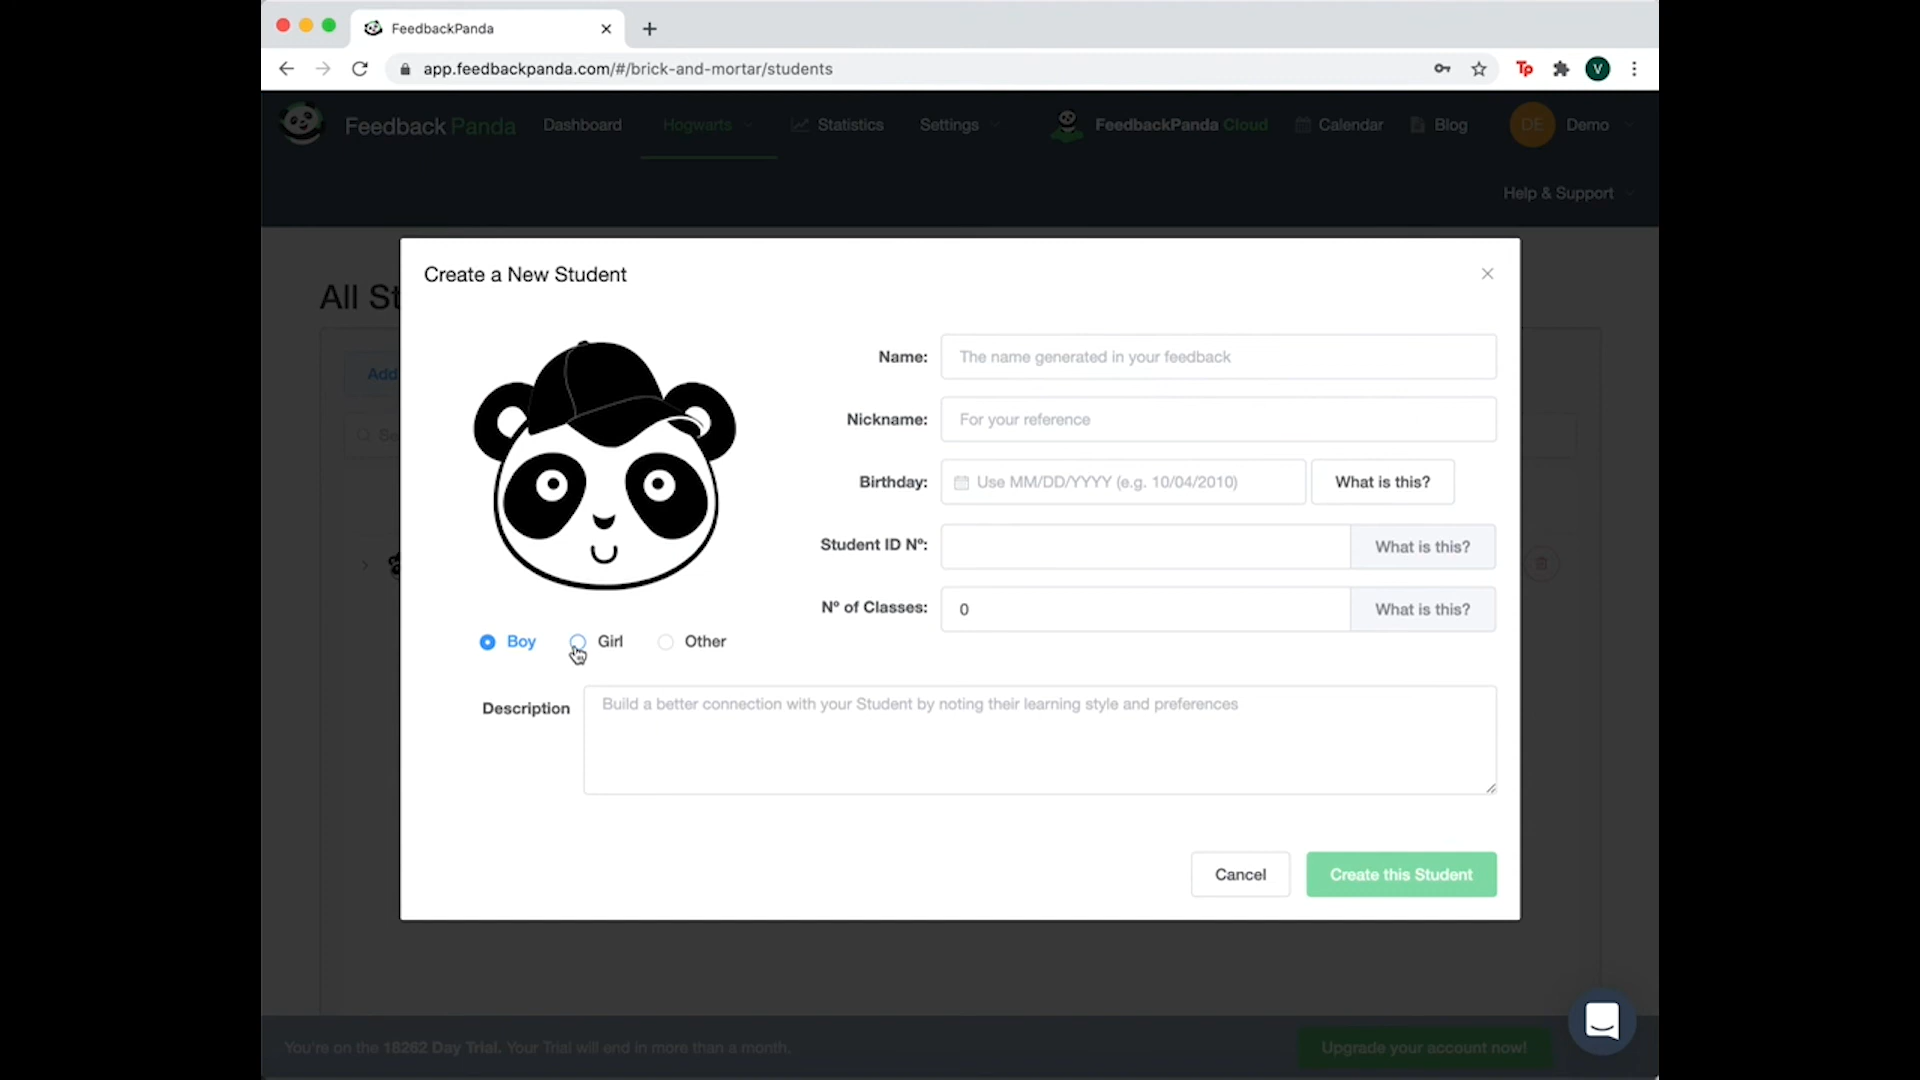 FeedbackPanda
app.feedbackpanda.com/#/brick-and-mortar/students
Tp
V
FeedbackPanda Dashboard Hogwarts Statistics Settings FeedbackPanda Cloud Calendar Blog DE Demo
Help & Support
Create a New Student
All St
Name: The name generated in your feedback
Add
Nickname: For your reference
Se
Birthday: Use MM/DD/YYYY (e.g. 10/04/2010) What is this?
Student ID Nº: What is this?
Nº of Classes: 0 What is this?
Boy Girl Other
Description Build a better connection with your Student by noting their learning style and preferences
Cancel Create this Student
You're on the 18262 Day Trial. Your Trial will end in more than a month. Upgrade your account now!